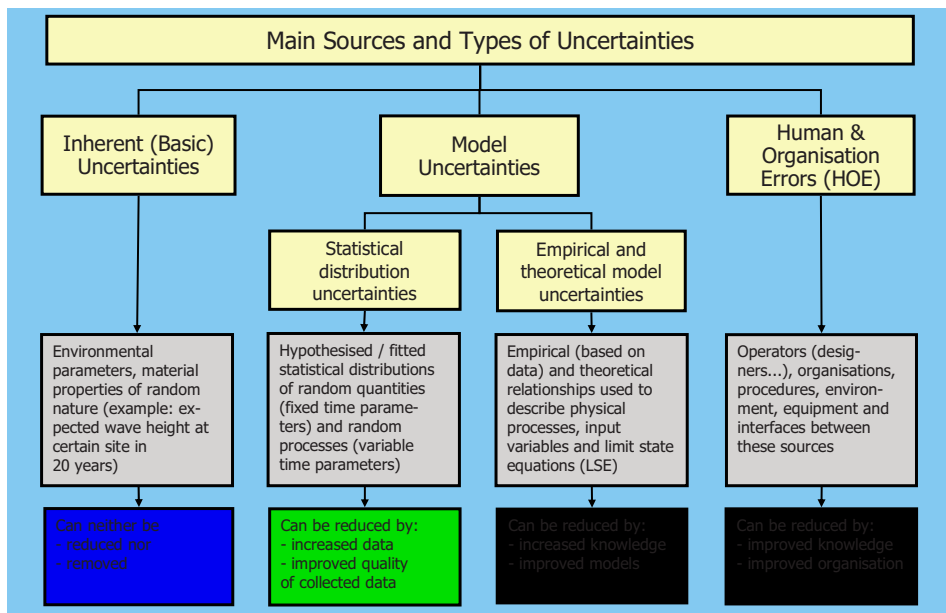 Main Sources and Types of Uncertainties
Inherent (Basic)
Uncertainties
Model
Uncertainties
Human &
Organisation
Errors (HOE)
Statistical
distribution
uncertainties
Empirical and
theoretical model
uncertainties
Environmental
parameters, material
properties of random
nature (example: ex-
pected wave height at
certain site in
20 years)
Hypothesised / fitted
statistical distributions
of random quantities
(fixed time parame-
ters) and random
processes (variable
time parameters)
Empirical (based on
data) and theoretical
relationships used to
describe physical
processes, input
variables and limit state
equations (LSE)
Operators (desig-
ners...), organisations,
procedures, environ-
ment, equipment and
interfaces between
these sources
Can neither be
- reduced nor
- removed
Can be reduced by:
- increased data
- improved quality
of collected data
Can be reduced by:
- increased knowledge
- improved models
Can be reduced by:
- improved knowledge
- improved organisation